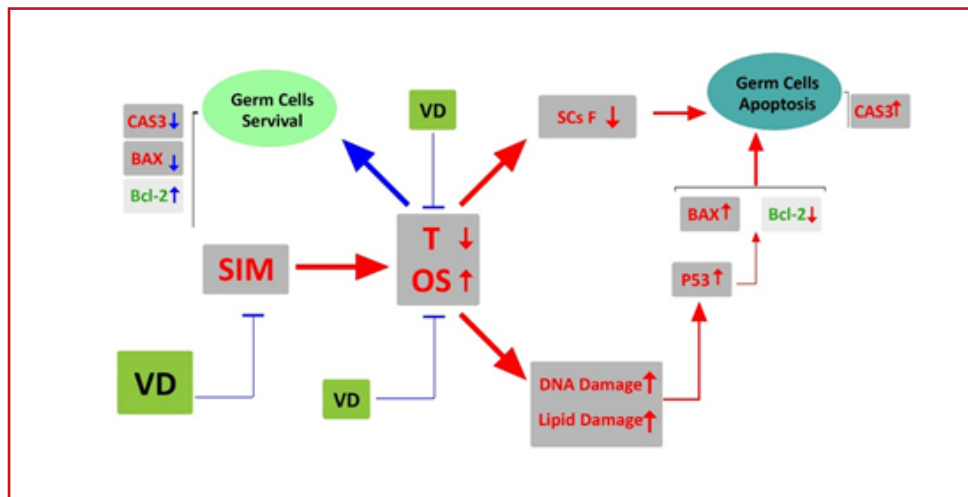 Germ Cells
Servival
CAS3↓
BAX ↓
Bcl-2↑
VD
SCs F ↓
Germ Cells
Apoptosis
CAS3↑
BAX↑
Bcl-2↓
P53↑
T ↓
OS ↑
SIM
VD
VD
DNA Damage↑
Lipid Damage↑